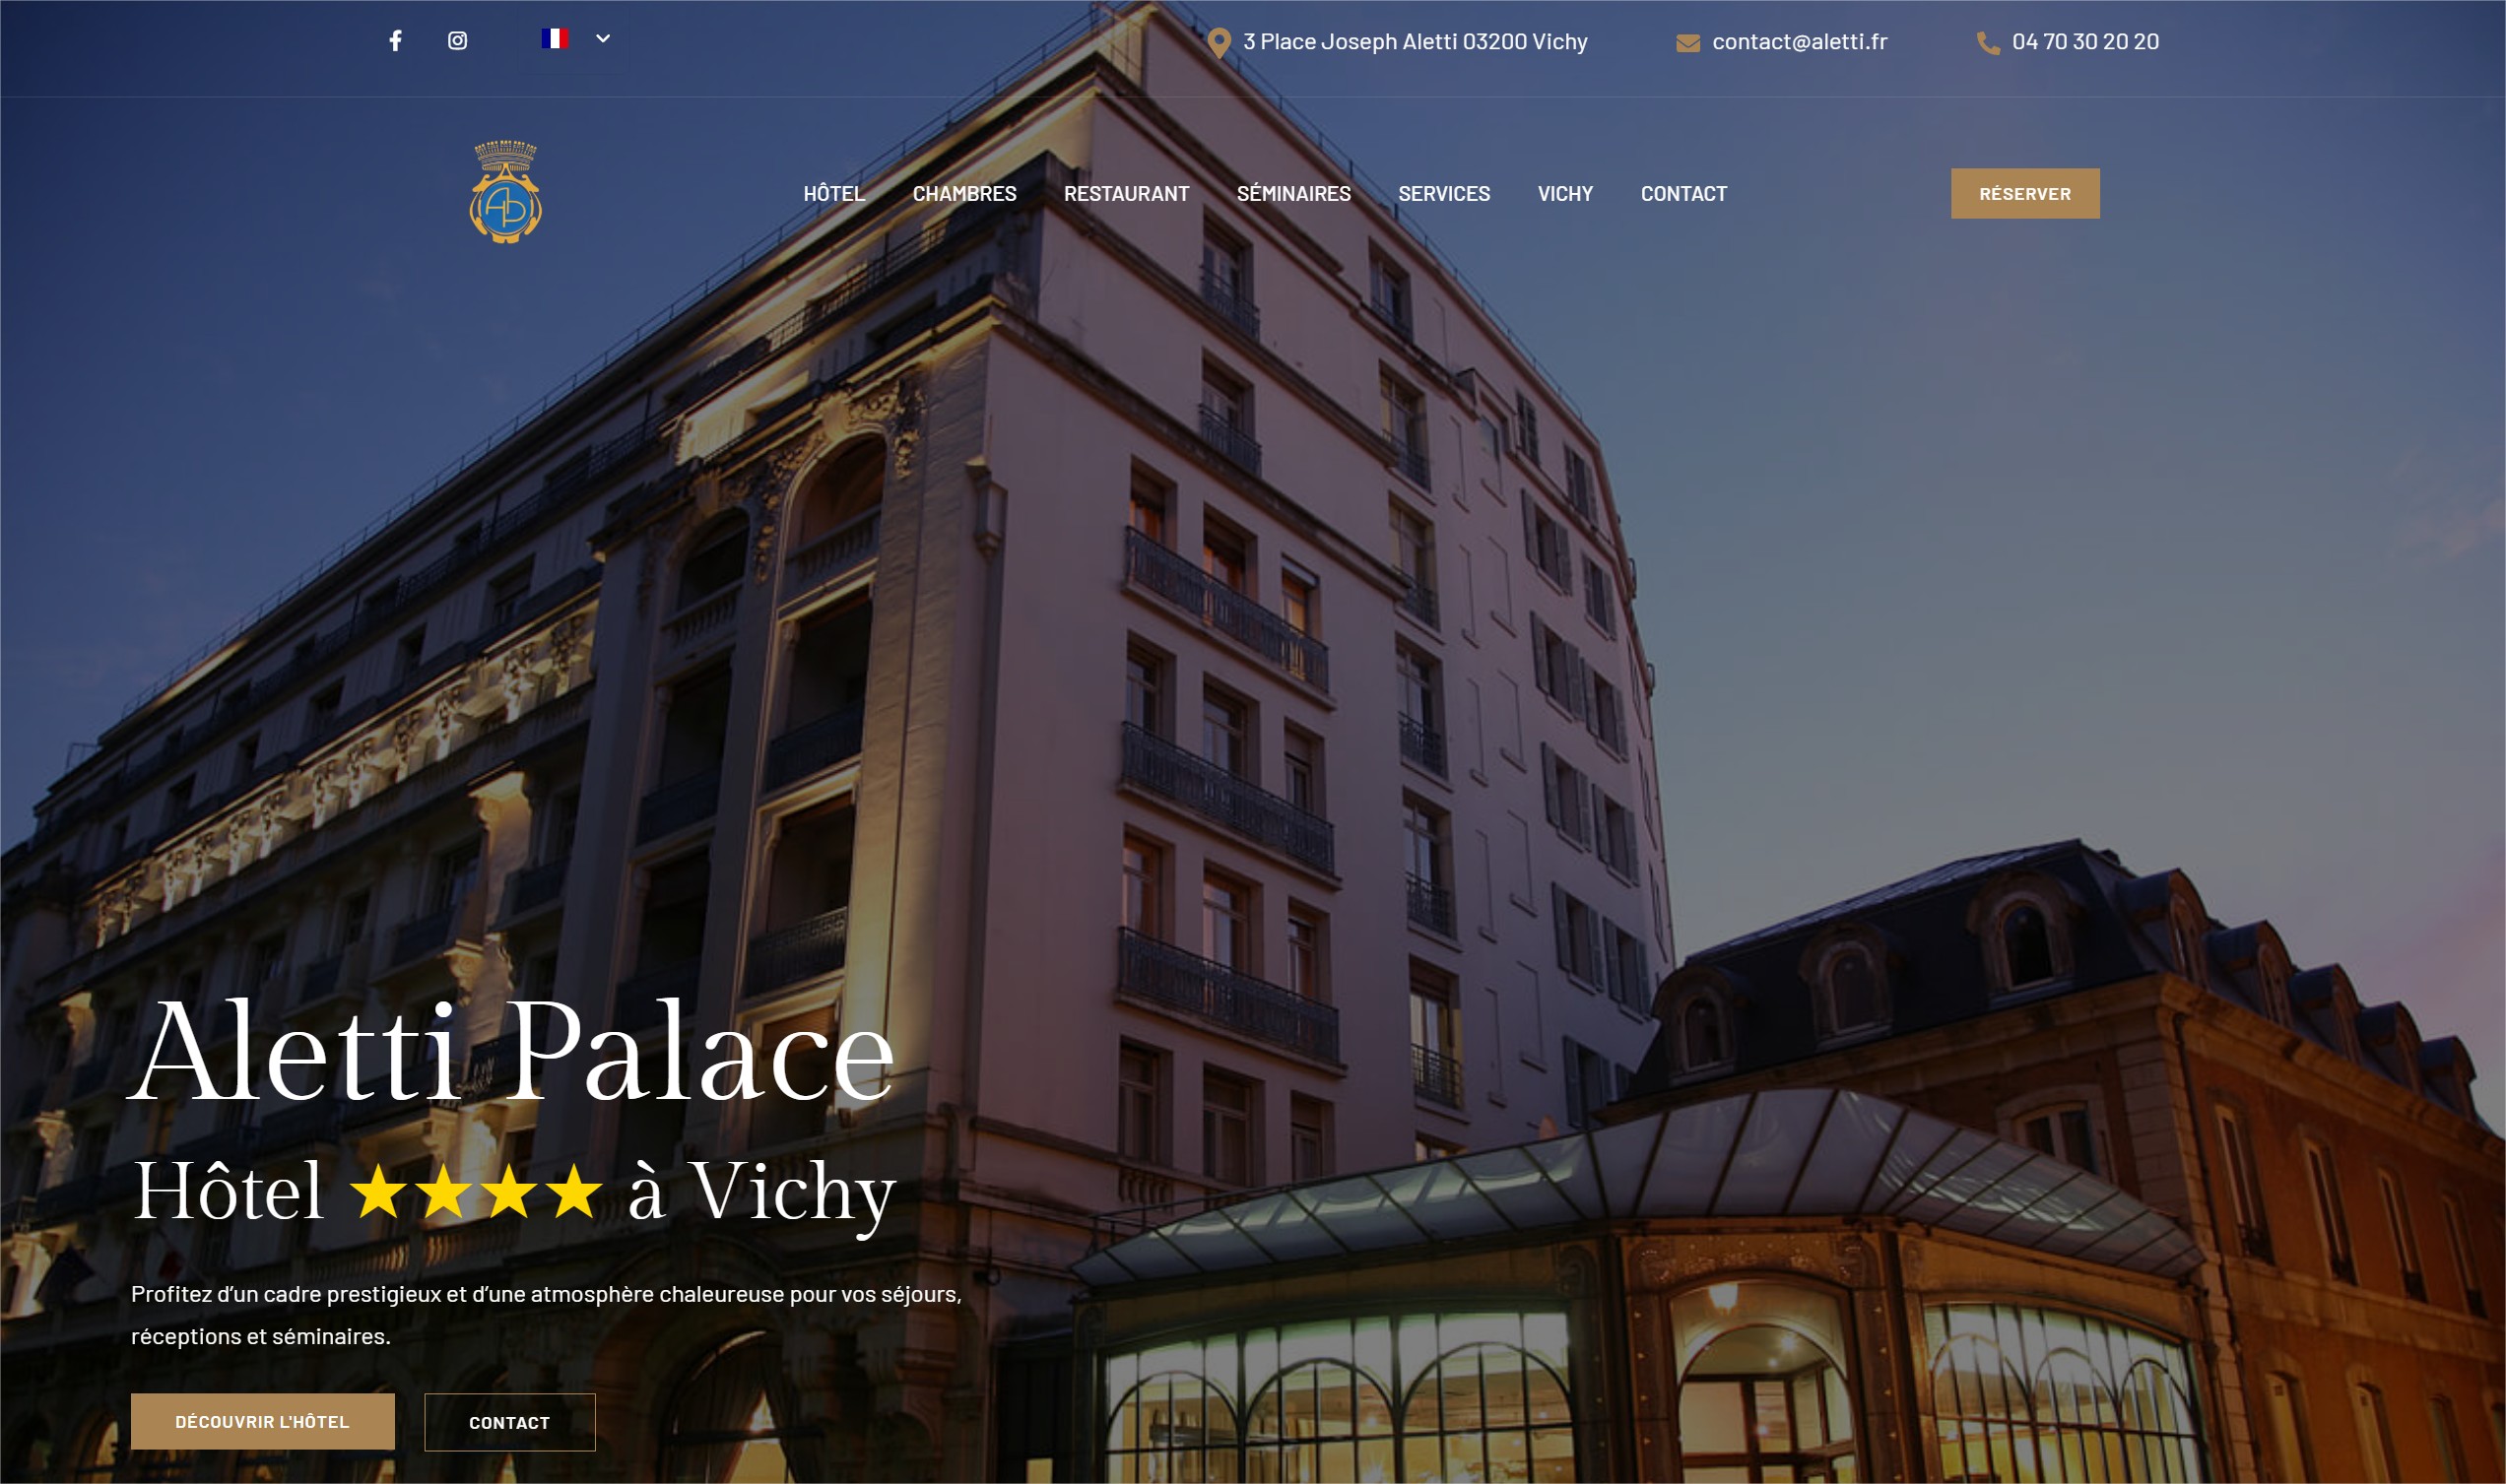 3 Place Joseph Aletti 03200 Vichy
contact@aletti.fr
04 70 30 20 20
HÔTEL
CHAMBRES
RESTAURANT
SÉMINAIRES
SERVICES
VICHY
CONTACT
RÉSERVER
Aletti Palace
Hôtel ★★★★ à Vichy
Profitez d’un cadre prestigieux et d’une atmosphère chaleureuse pour vos séjours,
réceptions et séminaires.
DÉCOUVRIR L'HÔTEL
CONTACT